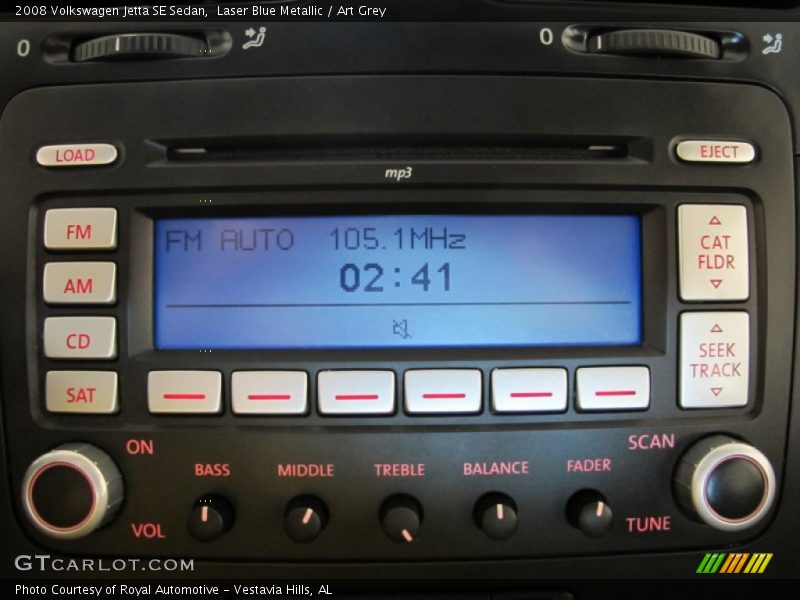 2008 Volkswagen Jetta SE Sedan,  Laser Blue Metallic / Art Grey
0
0
LOAD
EJECT
mp3
FM
FM AUTO 105.1MHz
CAT
FLDR
AM
02:41
CD
SEEK
TRACK
SAT
ON
SCAN
BASS
MIDDLE
TREBLE
BALANCE
FADER
VOL
TUNE
GTCARLOT.COM
Photo Courtesy of Royal Automotive - Vestavia Hills, AL